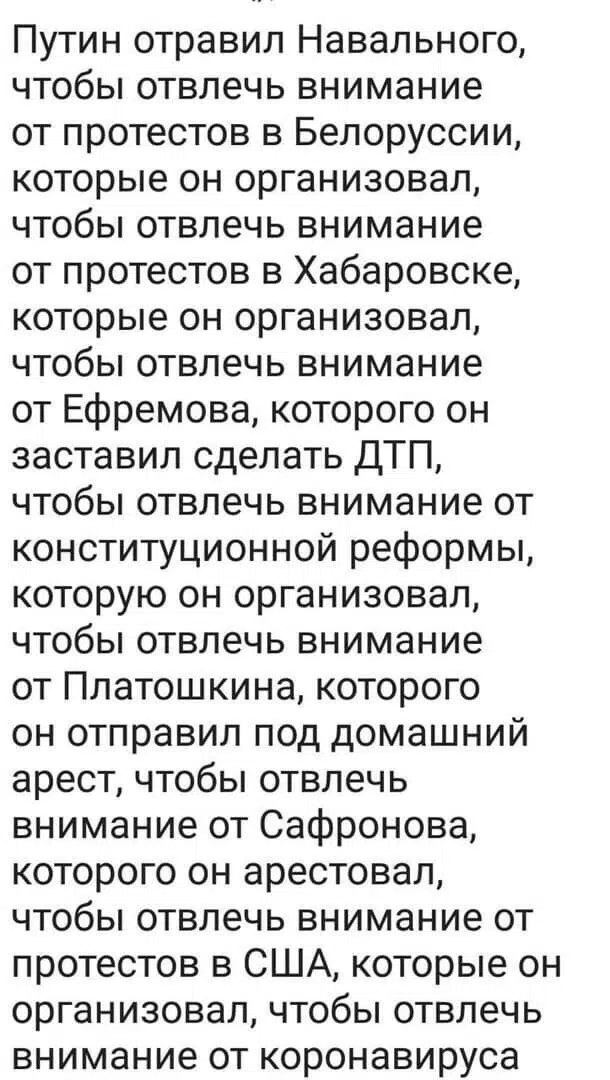 Путин отравил Навального,
чтобы отвлечь внимание
от протестов в Белоруссии,
которые он организовал,
чтобы отвлечь внимание
от протестов в Хабаровске,
которые он организовал,
чтобы отвлечь внимание
от Ефремова, которого он
заставил сделать ДТП,
чтобы отвлечь внимание от
конституционной реформы,
которую он организовал,
чтобы отвлечь внимание
от Платошкина, которого
он отправил под домашний
арест, чтобы отвлечь
внимание от Сафронова,
которого он арестовал,
чтобы отвлечь внимание от
протестов в США, которые он
организовал, чтобы отвлечь
внимание от коронавируса